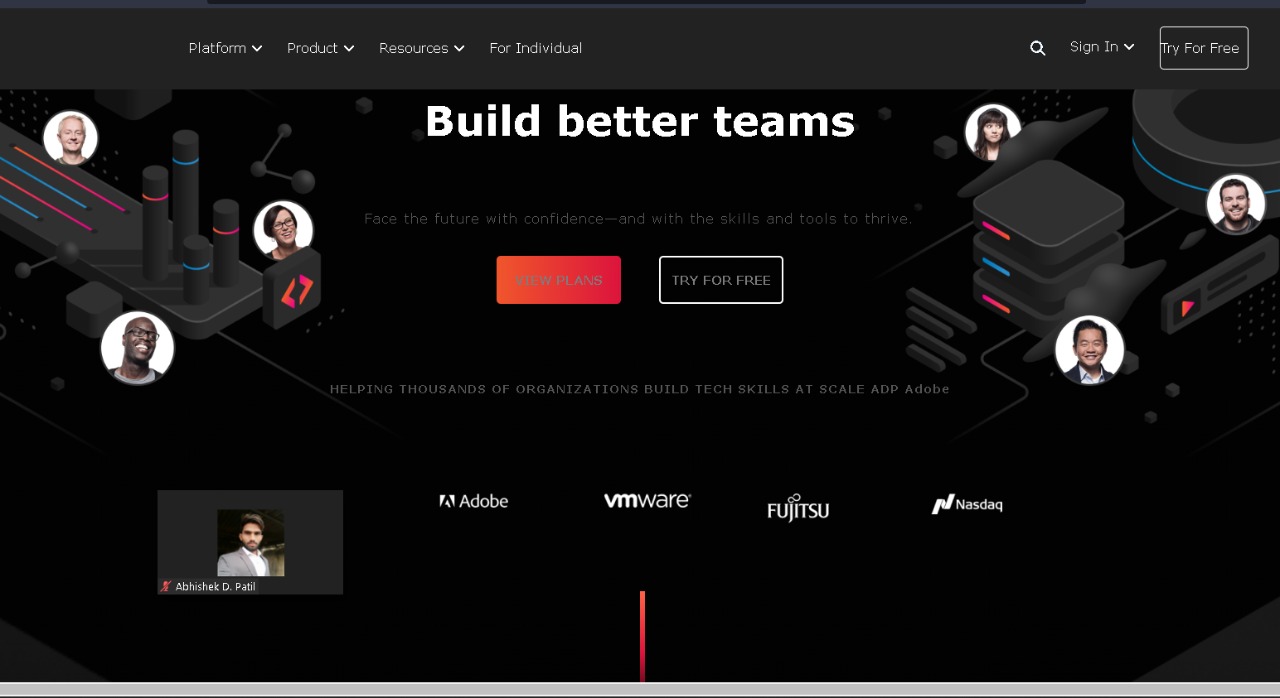 Platform Product Resources For Individual Sign In Try For Free
Build better teams
Face the future with confidence—and with the skills and tools to thrive.
VIEW PLANS TRY FOR FREE
HELPING THOUSANDS OF ORGANIZATIONS BUILD TECH SKILLS AT SCALE ADP Adobe
Adobe vmware® FUJITSU Nasdaq
Abhishek D. Patil